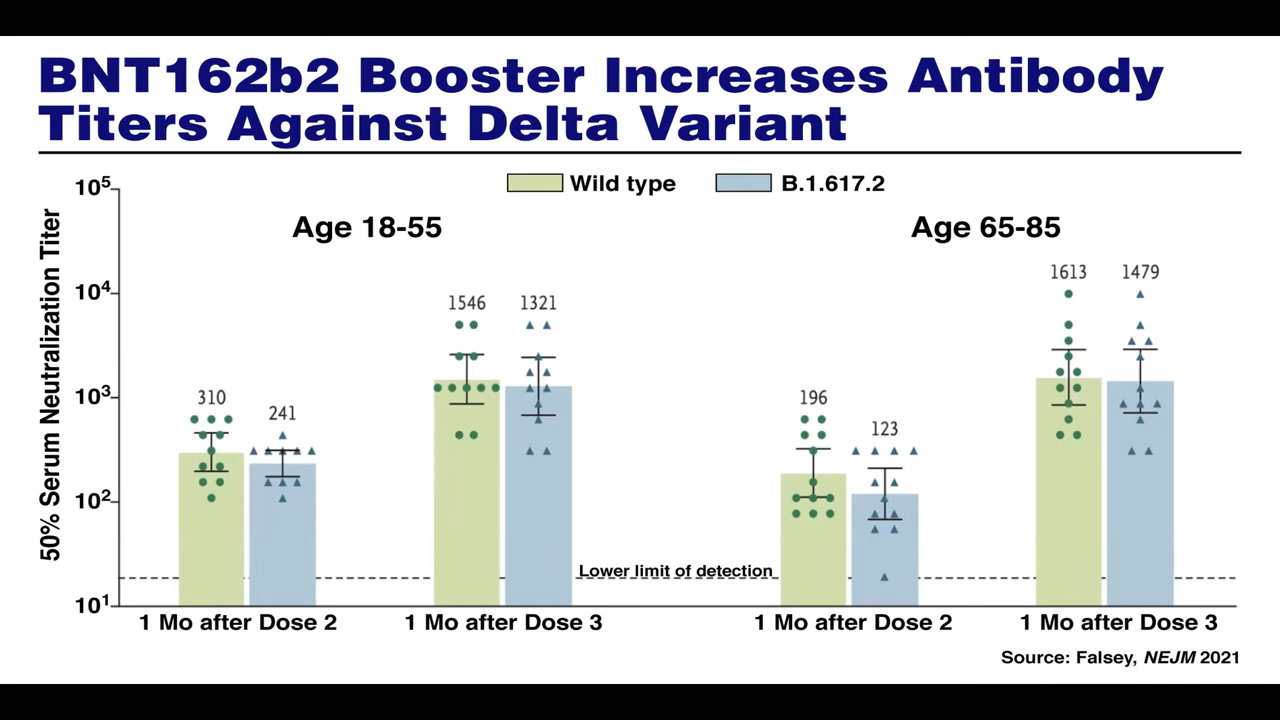 BNT162b2 Booster Increases Antibody
Titers Against Delta Variant
Wild type
B.1.617.2
50% Serum Neutralization Titer
10⁵
10⁴
10³
10²
10¹
Age 18-55
Age 65-85
310
241
1546
1321
196
123
1613
1479
Lower limit of detection
1 Mo after Dose 2
1 Mo after Dose 3
1 Mo after Dose 2
1 Mo after Dose 3
Source: Falsey, NEJM 2021